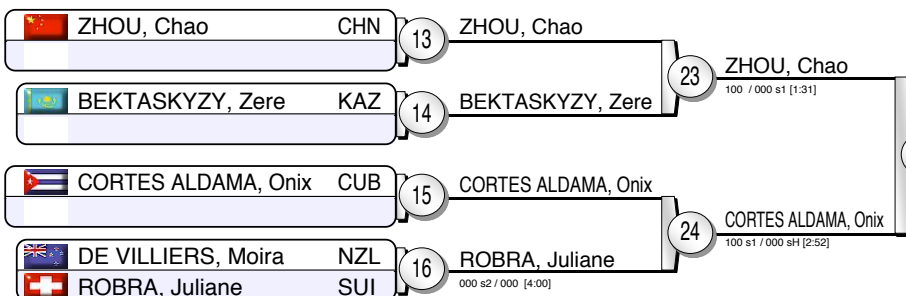 ZHOU, Chao CHN
13
ZHOU, Chao
BEKTASKYZY, Zere KAZ
14
BEKTASKYZY, Zere
23
ZHOU, Chao
100 / 000 s1 [1:31]
CORTES ALDAMA, Onix CUB
15
CORTES ALDAMA, Onix
DE VILLIERS, Moira NZL
ROBRA, Juliane SUI
16
ROBRA, Juliane
000 s2 / 000 [4:00]
24
CORTES ALDAMA, Onix
100 s1 / 000 sH [2:52]